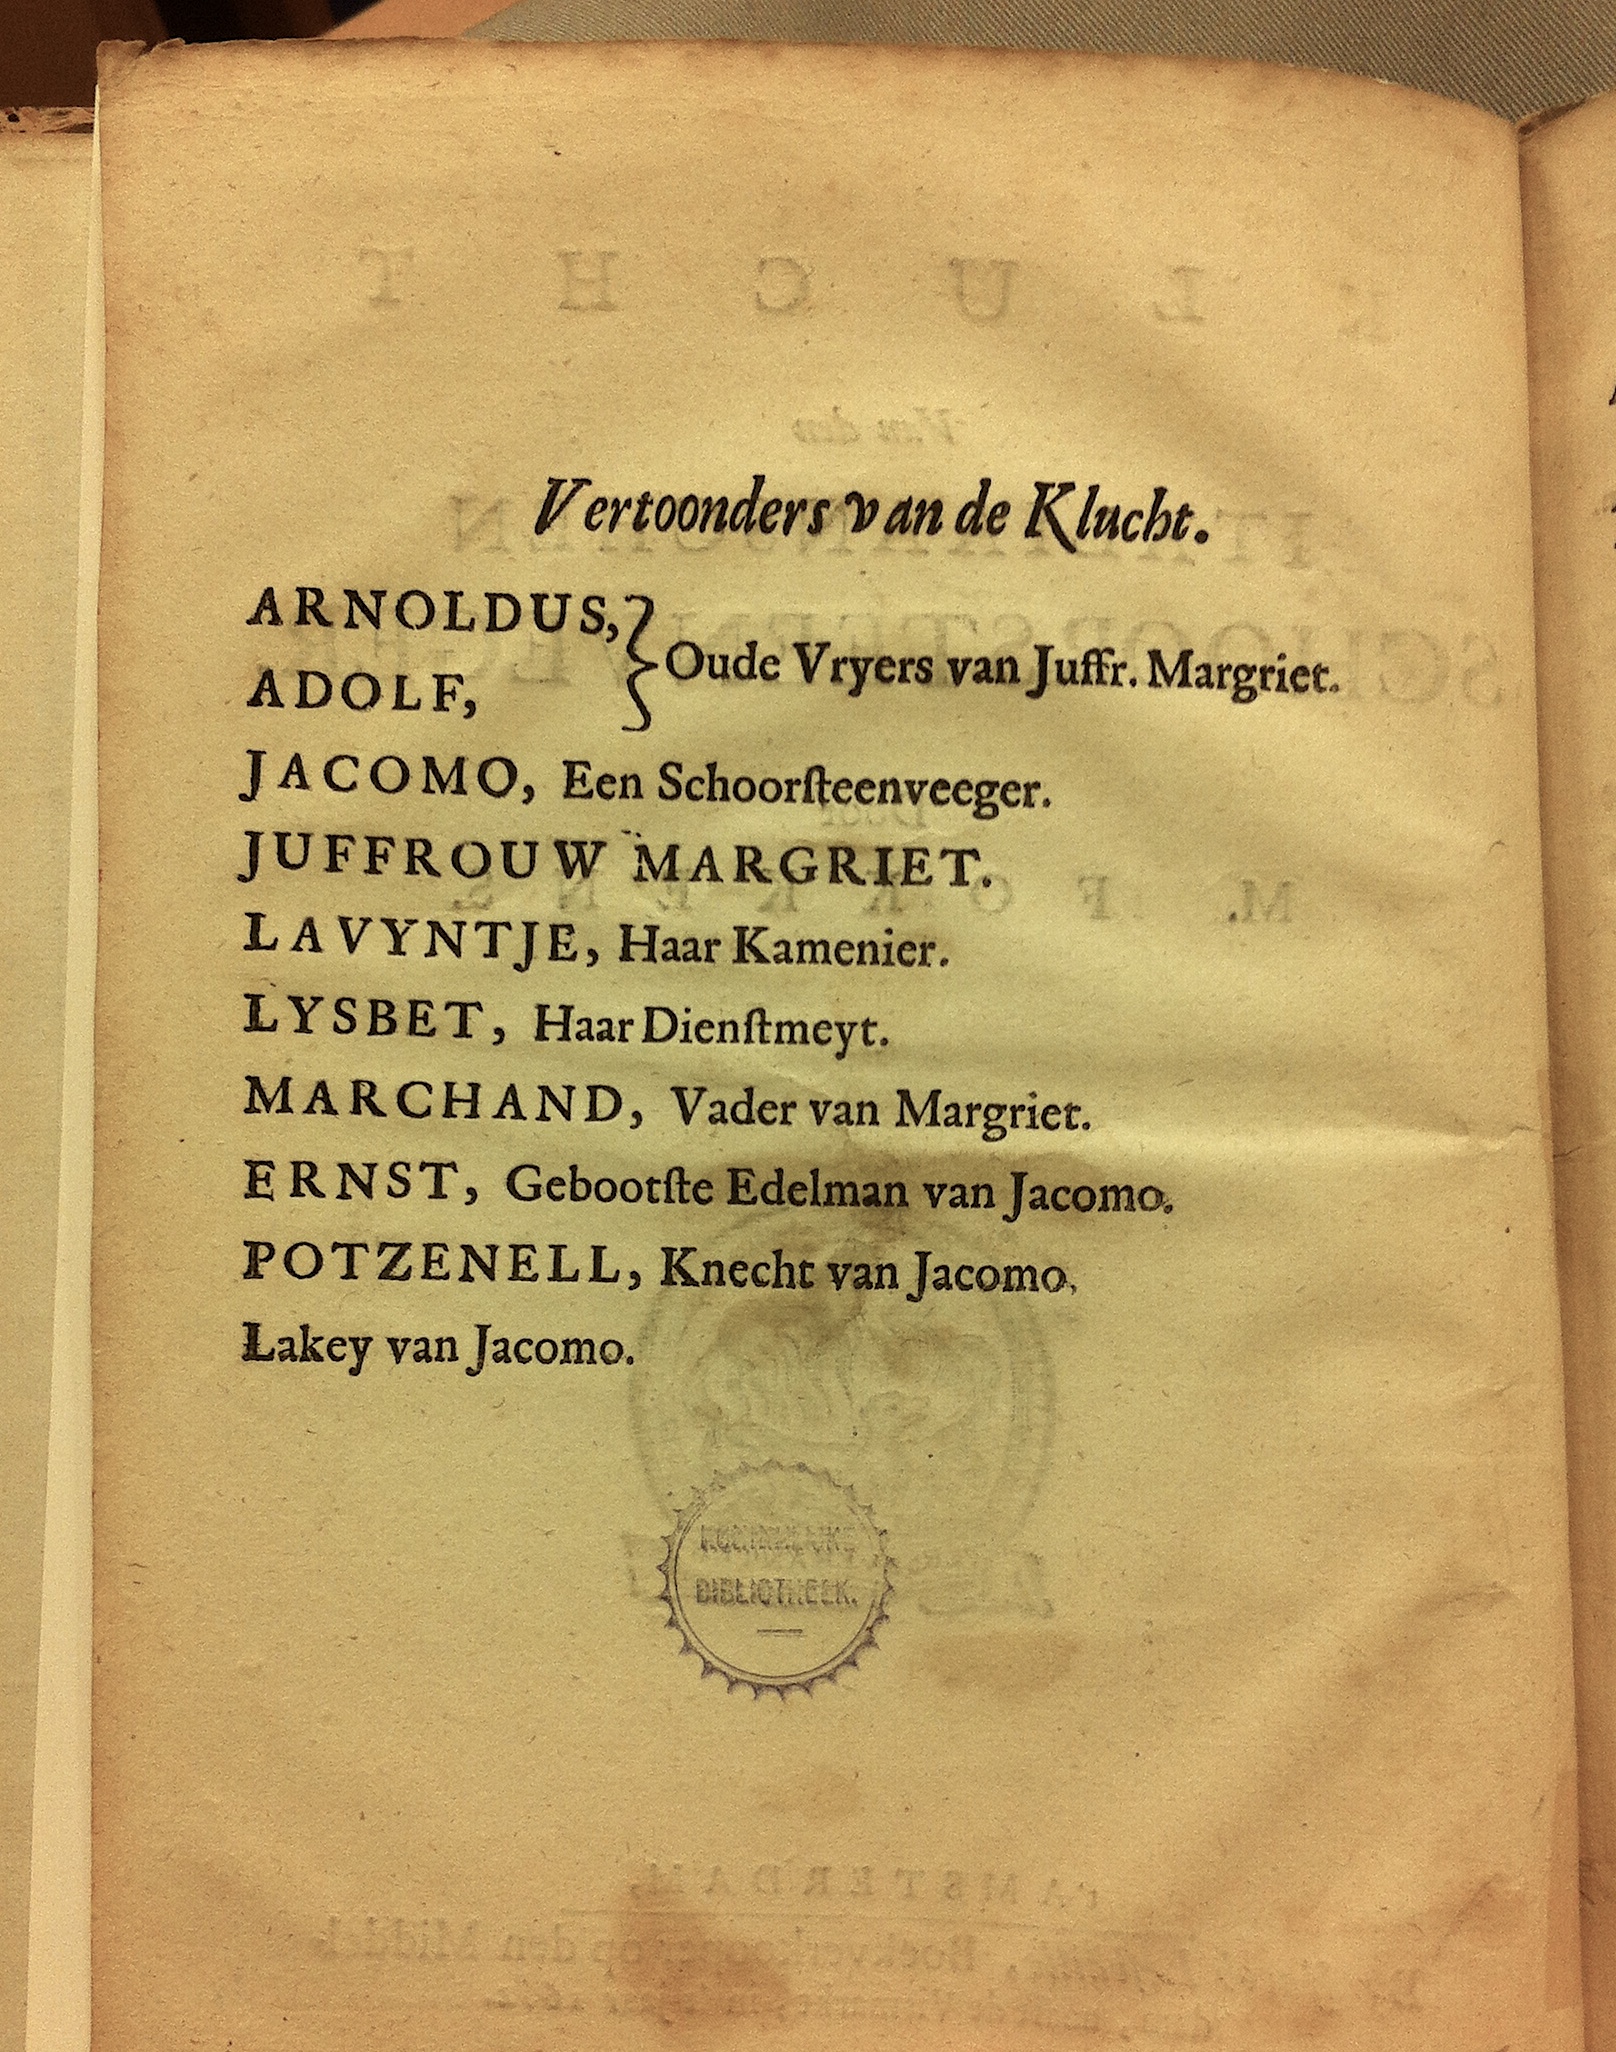 Vertoonders van de Klucht.
ARNOLDUS,
ADOLF,
} Oude Vryers van Juffr. Margriet.
JACOMO, Een Schoorſteenveeger.
JUFFROUW MARGRIET.
LAVYNTJE, Haar Kamenier.
LYSBET, Haar Dienſtmeyt.
MARCHAND, Vader van Margriet.
ERNST, Gebootſte Edelman van Jacomo.
POTZENELL, Knecht van Jacomo.
Lakey van Jacomo.
KONINKLIJKE
BIBLIOTHEEK.